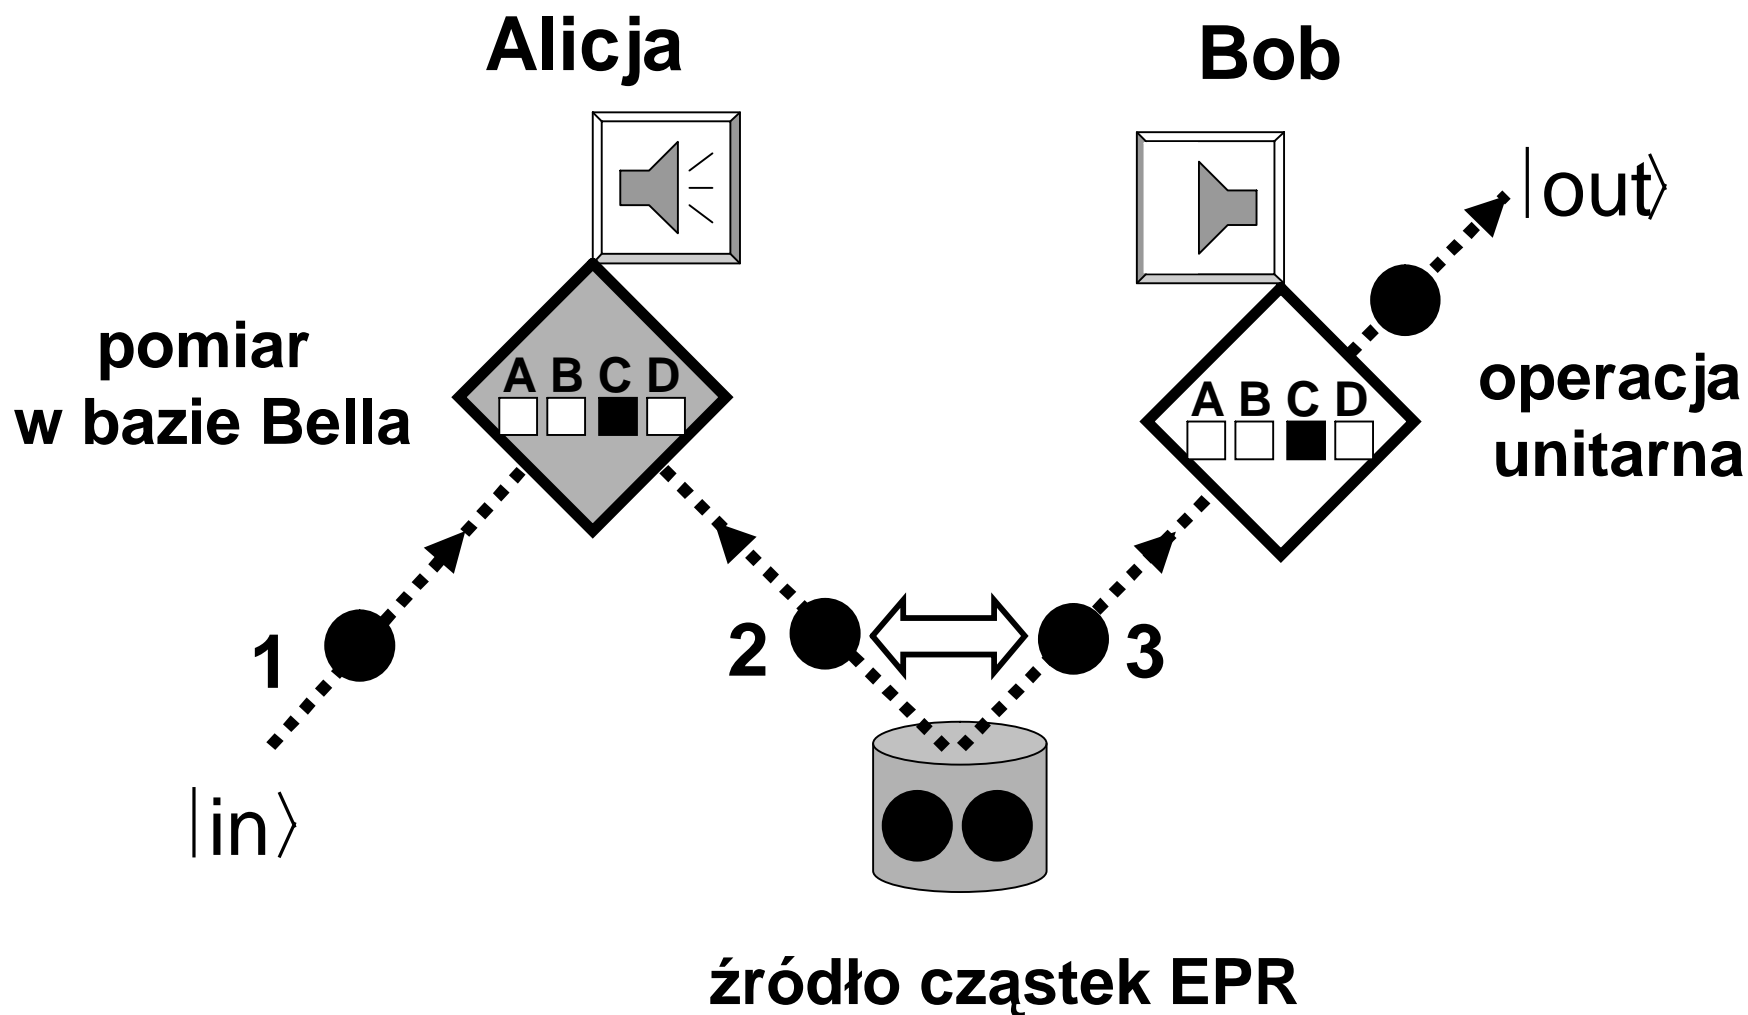 Alicja
Bob
|out⟩
pomiar
w bazie Bella
A B C D
A B C D
operacja
unitarna
1
2
3
|in⟩
źródło cząstek EPR